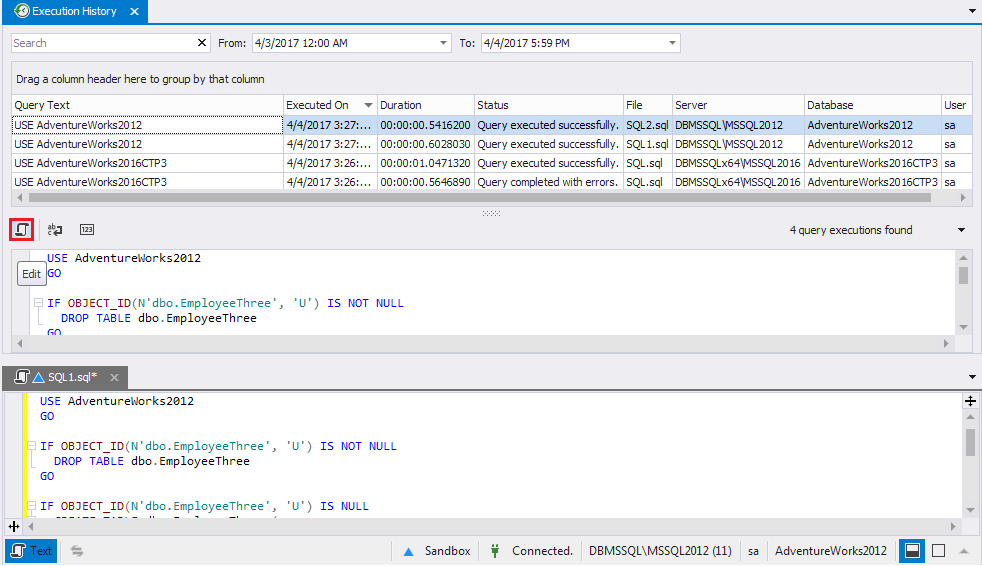 Execution History
Search From: 4/3/2017 12:00 AM To: 4/4/2017 5:59 PM
Drag a column header here to group by that column
Query Text Executed On Duration Status File Server Database User
USE AdventureWorks2012 4/4/2017 3:27:... 00:00:00.5416200 Query executed successfully. SQL2.sql DBMSSQL\MSSQL2012 AdventureWorks2012 sa
USE AdventureWorks2012 4/4/2017 3:27:... 00:00:00.6028030 Query executed successfully. SQL1.sql DBMSSQL\MSSQL2012 AdventureWorks2012 sa
USE AdventureWorks2016CTP3 4/4/2017 3:26:... 00:00:01.0471320 Query executed successfully. SQL.sql DBMSSQLx64\MSSQL2016 AdventureWorks2016CTP3 sa
USE AdventureWorks2016CTP3 4/4/2017 3:26:... 00:00:00.5646890 Query completed with errors. SQL.sql DBMSSQLx64\MSSQL2016 AdventureWorks2016CTP3 sa
ab c 123 4 query executions found
USE AdventureWorks2012
Edit GO
IF OBJECT_ID(N'dbo.EmployeeThree', 'U') IS NOT NULL
DROP TABLE dbo.EmployeeThree
GO
SQL1.sql*
USE AdventureWorks2012
GO
IF OBJECT_ID(N'dbo.EmployeeThree', 'U') IS NOT NULL
DROP TABLE dbo.EmployeeThree
GO
IF OBJECT_ID(N'dbo.EmployeeThree', 'U') IS NULL
Text Sandbox Connected. DBMSSQL\MSSQL2012 (11) sa AdventureWorks2012